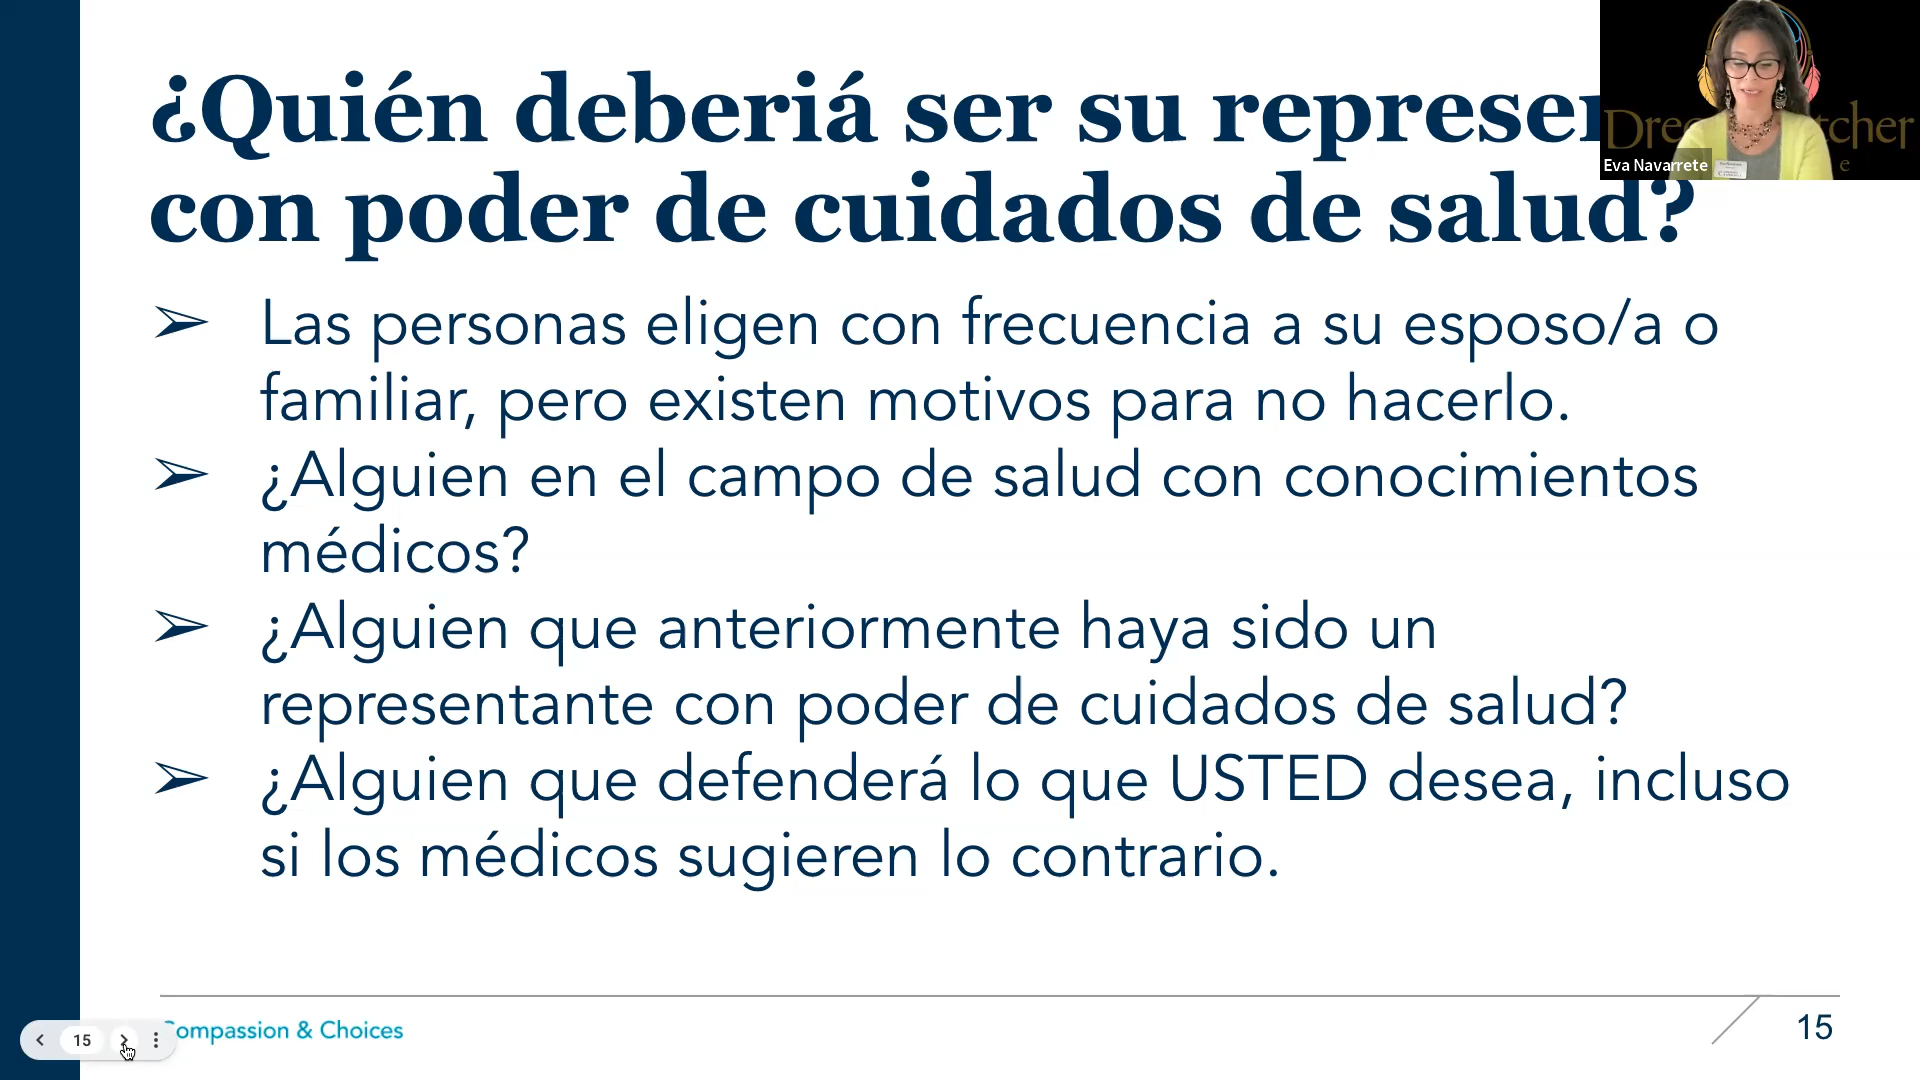 ¿Quién deberiá ser su represen
con poder de cuidados de salud?
Eva Navarrete
➢ Las personas eligen con frecuencia a su esposo/a o
familiar, pero existen motivos para no hacerlo.
➢ ¿Alguien en el campo de salud con conocimientos
médicos?
➢ ¿Alguien que anteriormente haya sido un
representante con poder de cuidados de salud?
➢ ¿Alguien que defenderá lo que USTED desea, incluso
si los médicos sugieren lo contrario.
15
Compassion & Choices
15